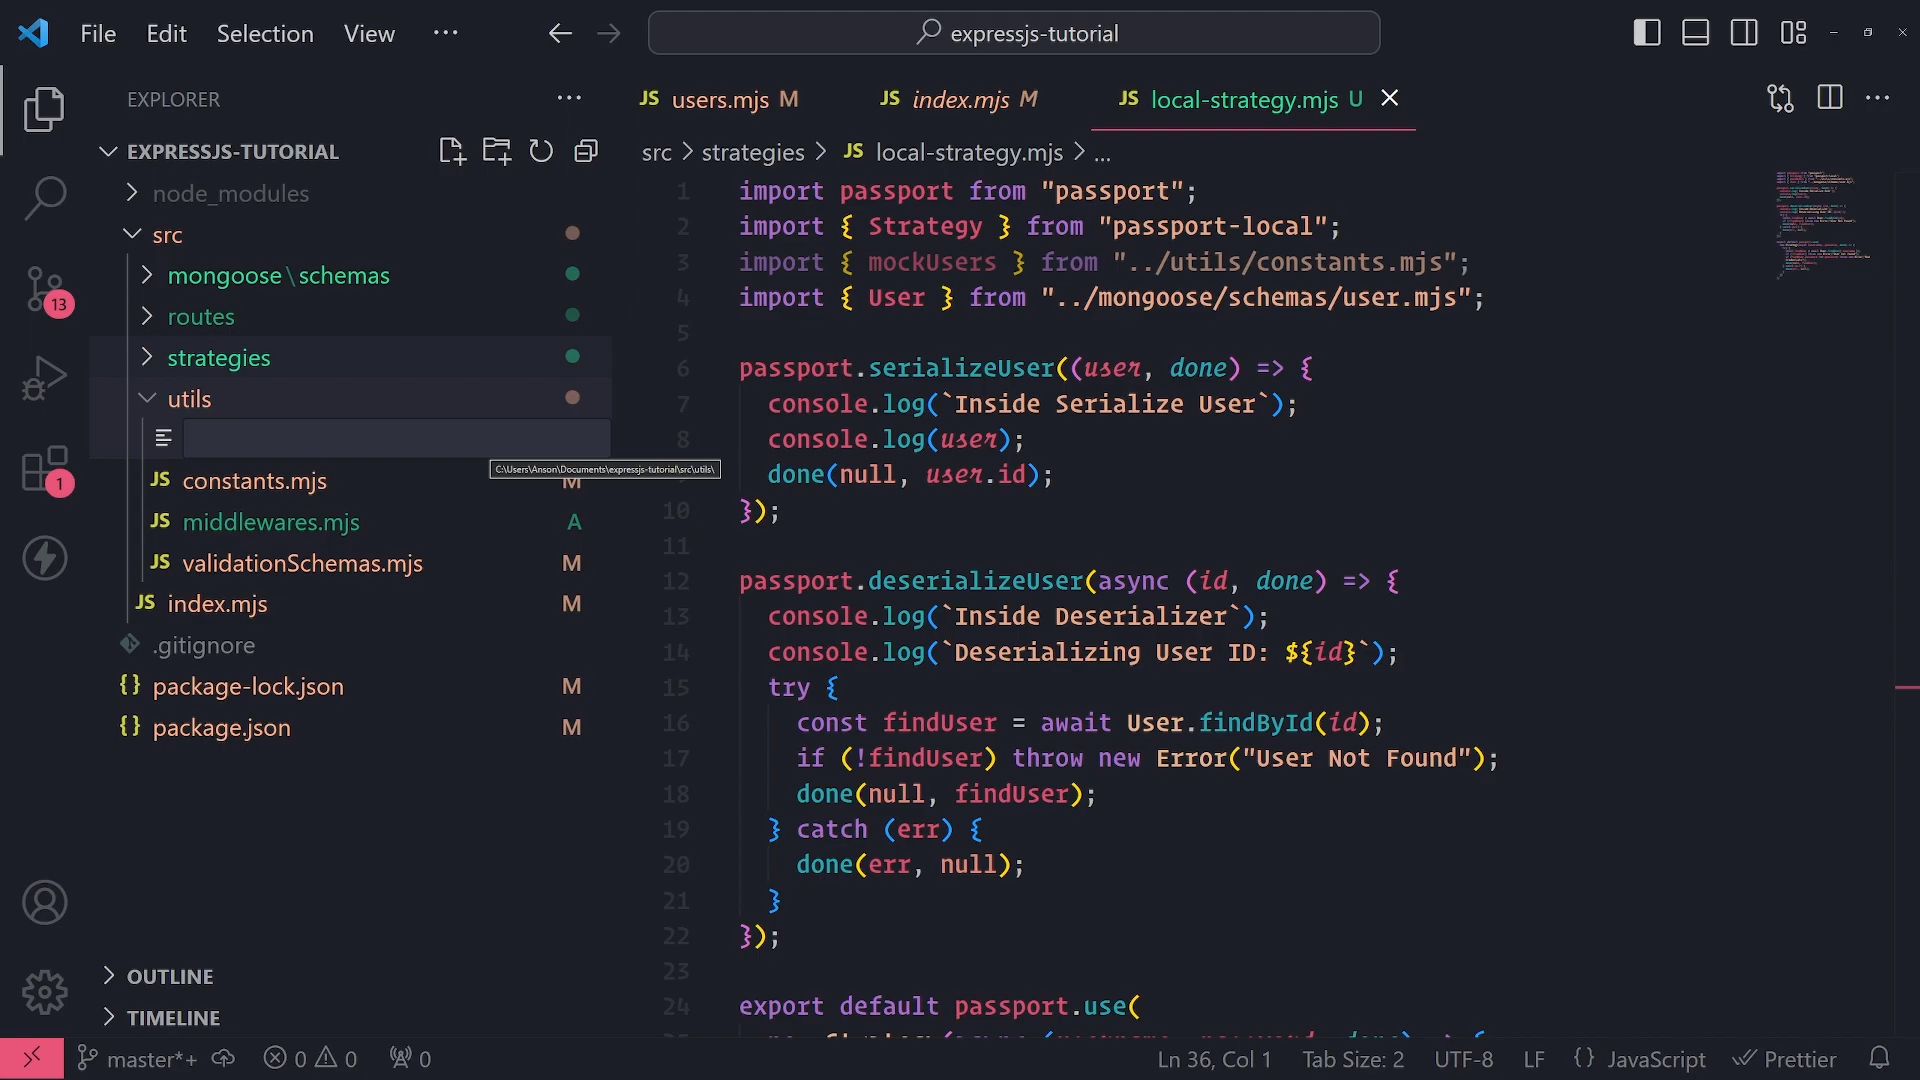 File Edit Selection View ···
expressjs-tutorial
EXPLORER
EXPRESSJS-TUTORIAL
node_modules
src
mongoose\schemas
routes
strategies
utils
C:\Users\Anson\Documents\expressjs-tutorial\src\utils\
JS constants.mjs M
JS middlewares.mjs A
JS validationSchemas.mjs M
JS index.mjs M
.gitignore
{} package-lock.json M
{} package.json M
OUTLINE
TIMELINE
13
1
JS users.mjs M
JS index.mjs M
JS local-strategy.mjs U
src > strategies > JS local-strategy.mjs > ...
1 import passport from "passport";
2 import { Strategy } from "passport-local";
3 import { mockUsers } from "../utils/constants.mjs";
4 import { User } from "../mongoose/schemas/user.mjs";
5
6 passport.serializeUser((user, done) => {
7 console.log(`Inside Serialize User`);
8 console.log(user);
done(null, user.id);
10 });
11
12 passport.deserializeUser(async (id, done) => {
13 console.log(`Inside Deserializer`);
14 console.log(`Deserializing User ID: ${id}`);
15 try {
16 const findUser = await User.findById(id);
17 if (!findUser) throw new Error("User Not Found");
18 done(null, findUser);
19 } catch (err) {
20 done(err, null);
21 }
22 });
23
24 export default passport.use(
master*+ 0 0 0
Ln 36, Col 1 Tab Size: 2 UTF-8 LF {} JavaScript Prettier